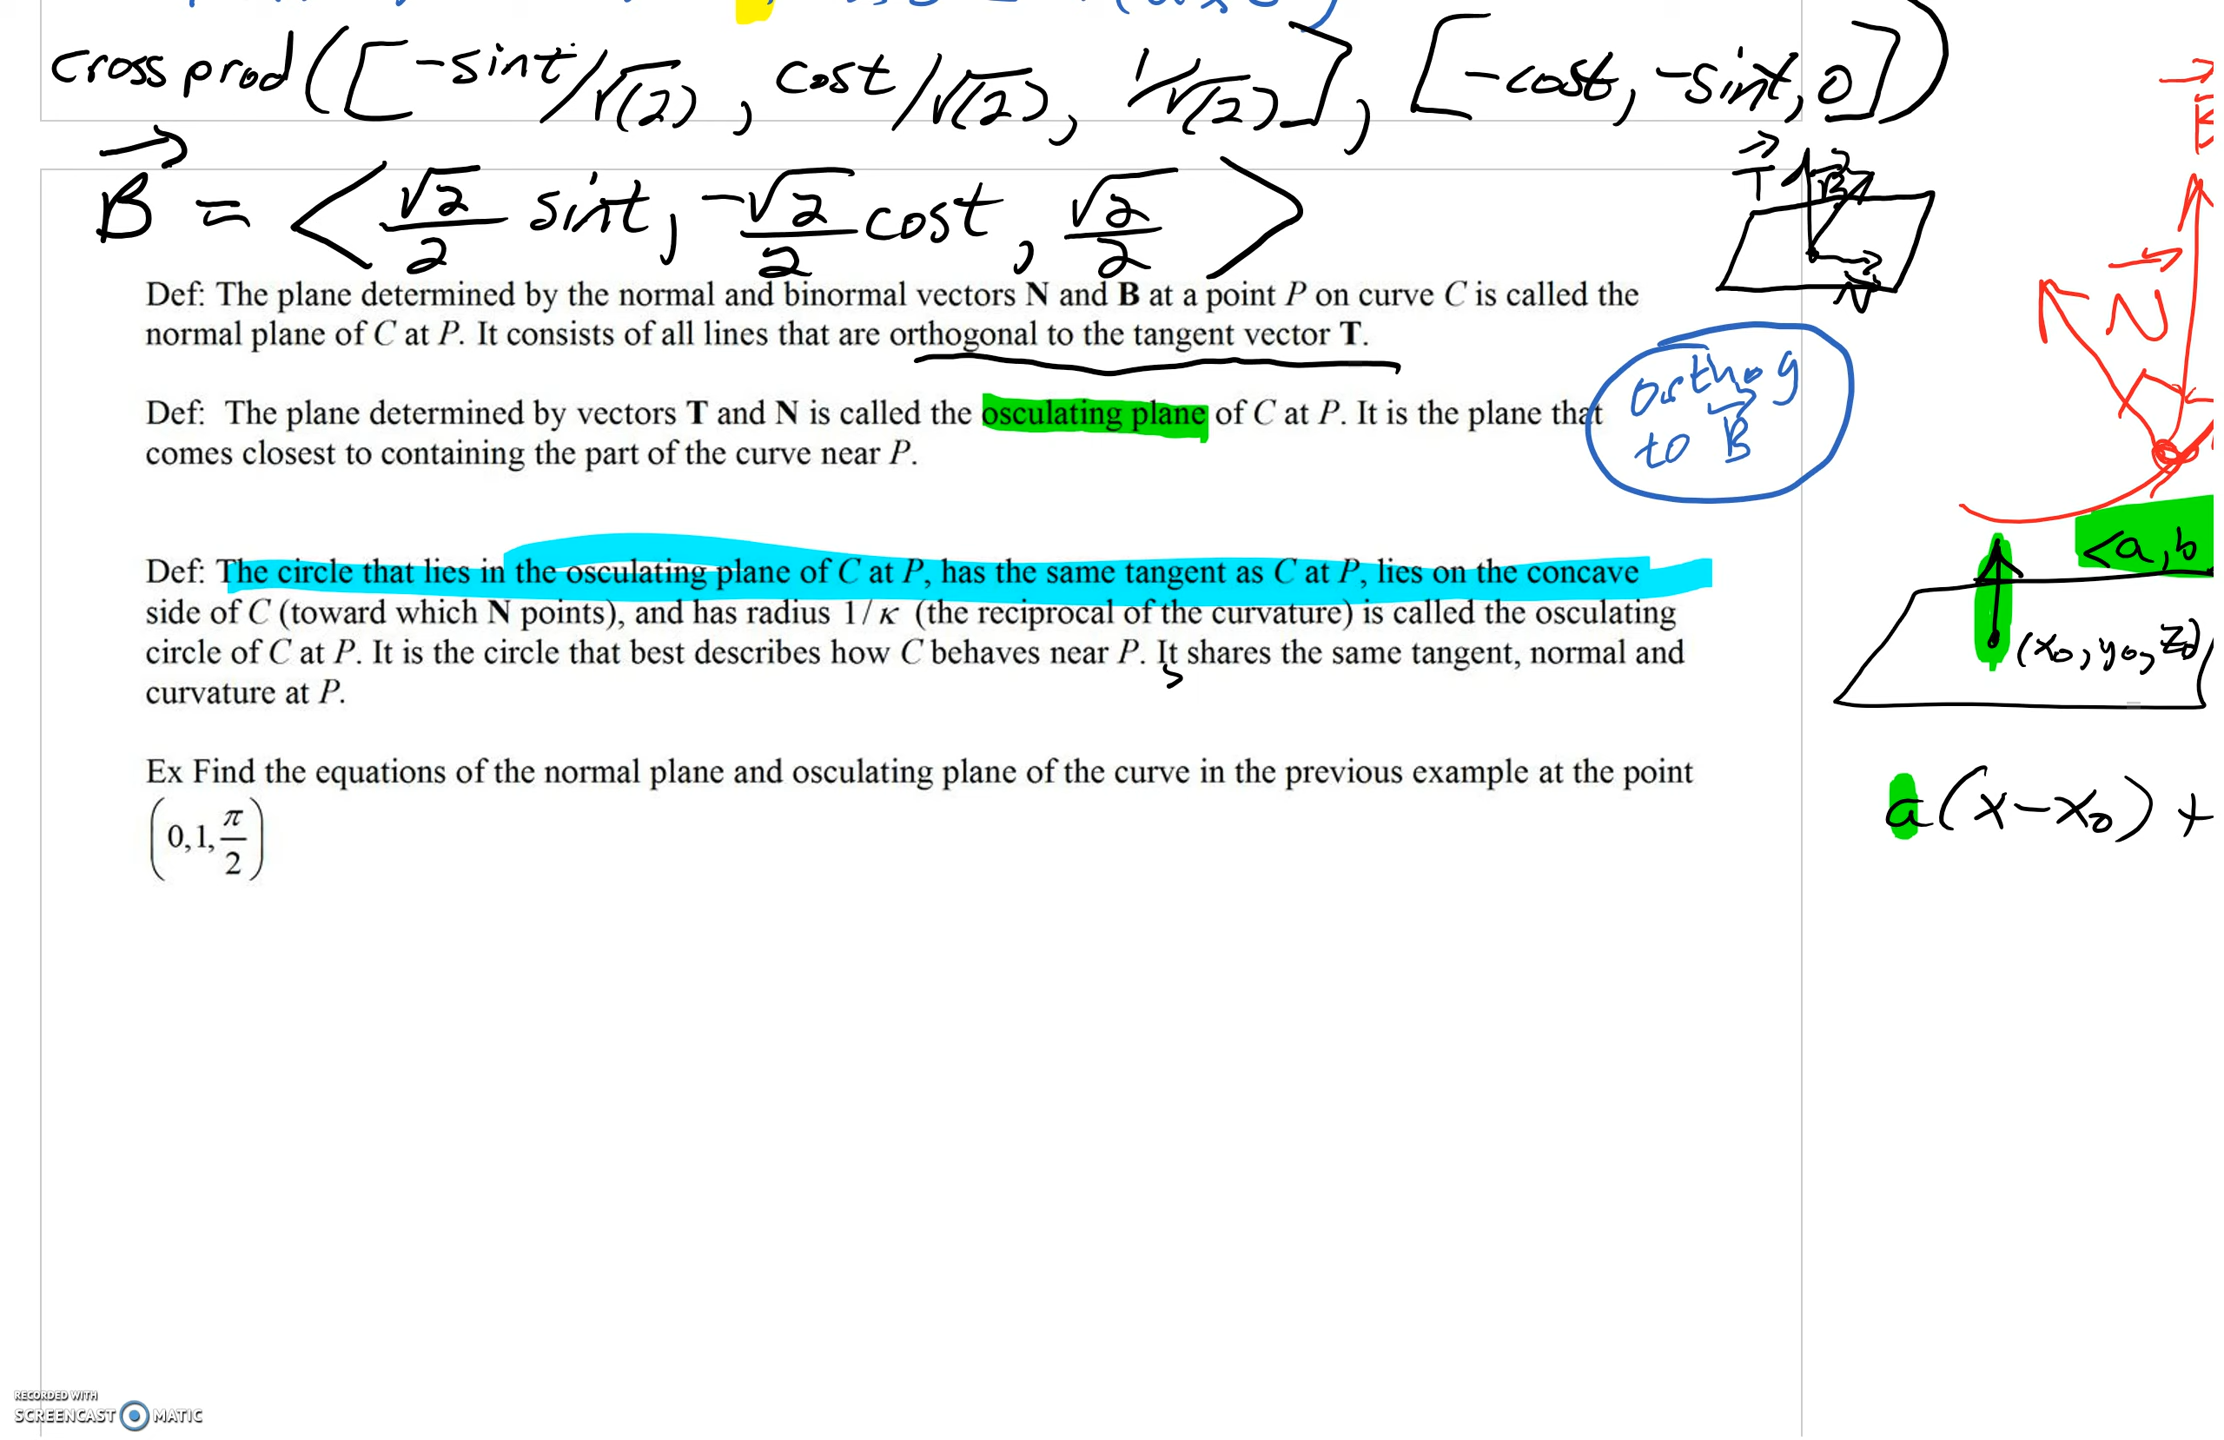 cross prod([-sint/√(2), cost/√(2), 1/√(2)], [-cost, -sint, 0])
B = < √2/2 sint, -√2/2 cost, √2/2 >
T B N
Def: The plane determined by the normal and binormal vectors N and B at a point P on curve C is called the
normal plane of C at P. It consists of all lines that are orthogonal to the tangent vector T.
N
orthog
to B
Def: The plane determined by vectors T and N is called the osculating plane of C at P. It is the plane that
comes closest to containing the part of the curve near P.
<a, b
(x₀, y₀, z₀)
Def: The circle that lies in the osculating plane of C at P, has the same tangent as C at P, lies on the concave
side of C (toward which N points), and has radius 1/κ (the reciprocal of the curvature) is called the osculating
circle of C at P. It is the circle that best describes how C behaves near P. It shares the same tangent, normal and
curvature at P.
Ex Find the equations of the normal plane and osculating plane of the curve in the previous example at the point
(0,1,π/2)
a(x-x₀) +
RECORDED WITH
SCREENCAST MATIC